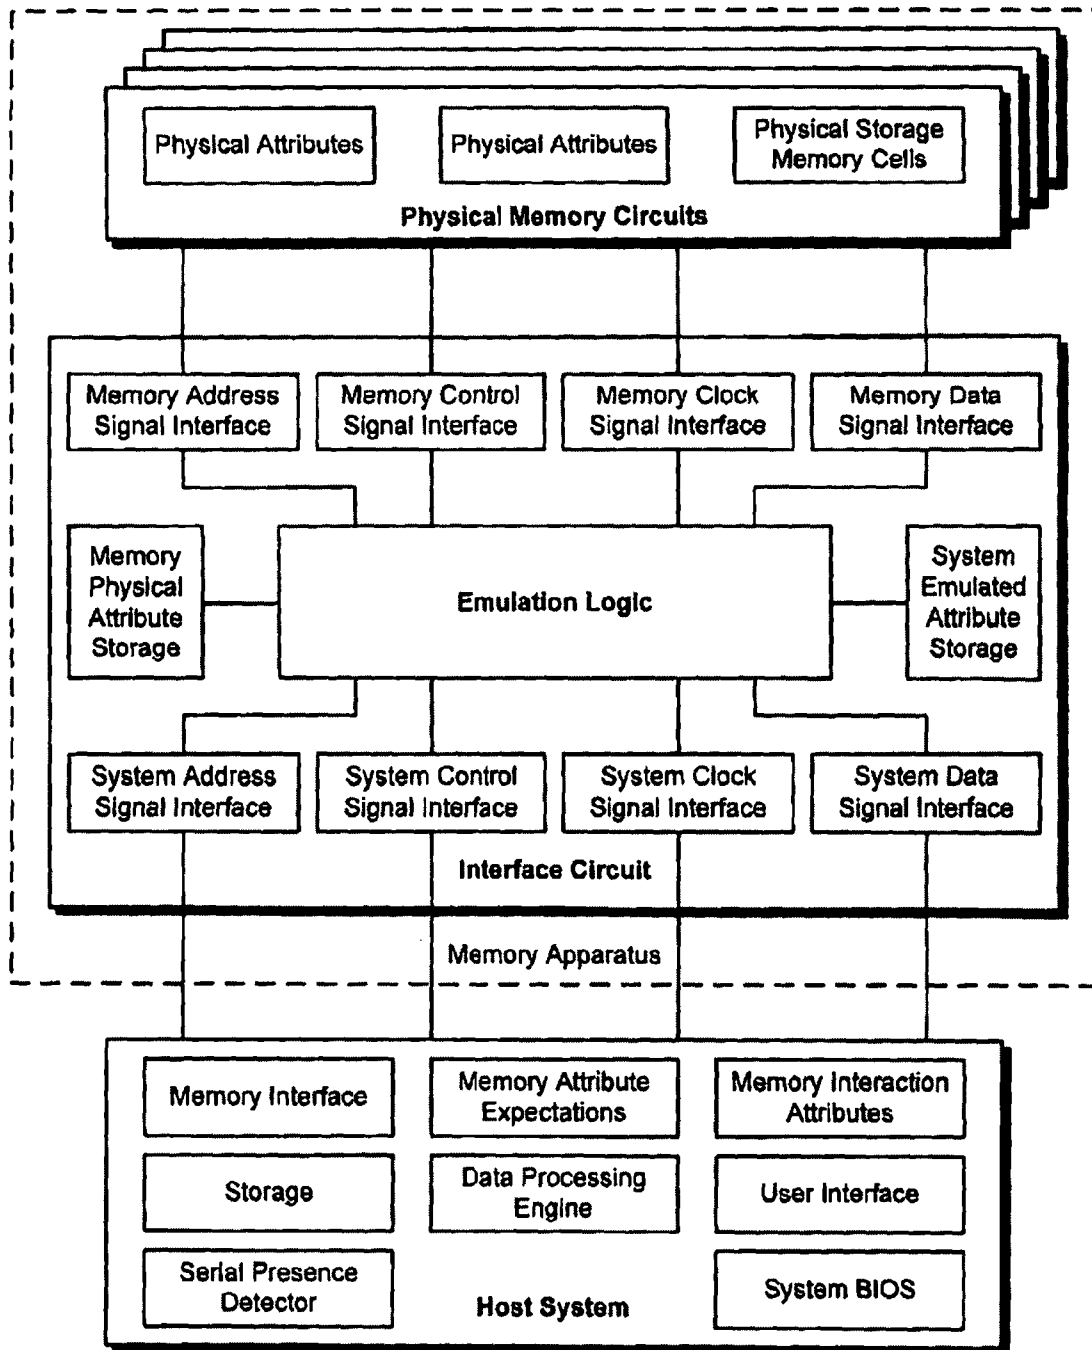 Physical Attributes
Physical Attributes
Physical Storage
Memory Cells
Physical Memory Circuits
Memory Address
Signal Interface
Memory Control
Signal Interface
Memory Clock
Signal Interface
Memory Data
Signal Interface
Memory
Physical
Attribute
Storage
Emulation Logic
System
Emulated
Attribute
Storage
System Address
Signal Interface
System Control
Signal Interface
System Clock
Signal Interface
System Data
Signal Interface
Interface Circuit
Memory Apparatus
Memory Interface
Memory Attribute
Expectations
Memory Interaction
Attributes
Storage
Data Processing
Engine
User Interface
Serial Presence
Detector
Host System
System BIOS